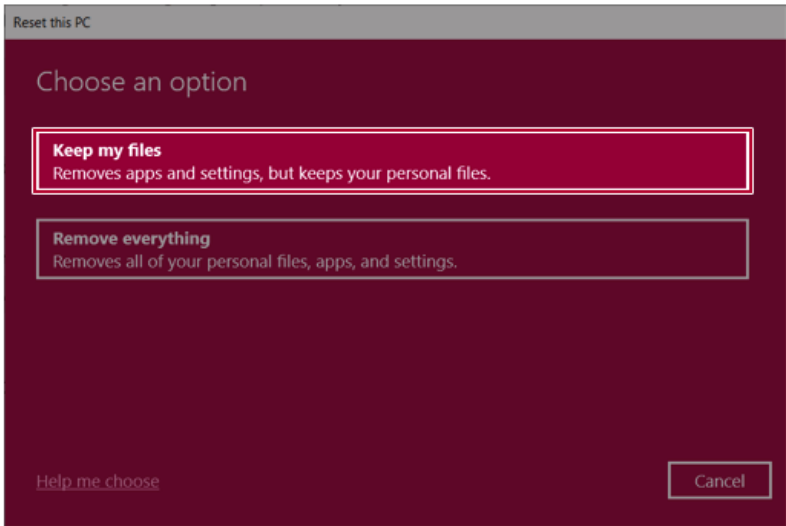 Reset this PC
Choose an option
Keep my files
Removes apps and settings, but keeps your personal files.
Remove everything
Removes all of your personal files, apps, and settings.
Help me choose
Cancel